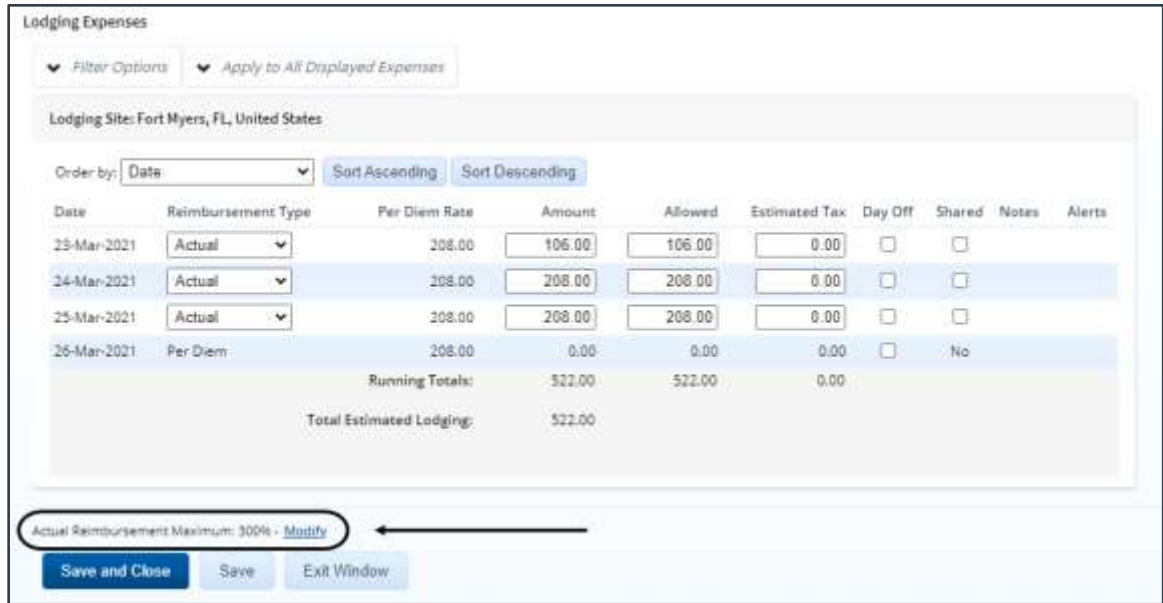 Lodging Expenses
Filter Options Apply to All Displayed Expenses
Lodging Site: Fort Myers, FL, United States
Order by: Date Sort Ascending Sort Descending
Date Reimbursement Type Per Diem Rate Amount Allowed Estimated Tax Day Off Shared Notes Alerts
23-Mar-2021 Actual 208.00 106.00 106.00 0.00
24-Mar-2021 Actual 208.00 208.00 208.00 0.00
25-Mar-2021 Actual 208.00 208.00 208.00 0.00
26-Mar-2021 Per Diem 208.00 0.00 0.00 0.00 No
Running Totals: 522.00 522.00 0.00
Total Estimated Lodging: 522.00
Actual Reimbursement Maximum: 300% - Modify
Save and Close Save Exit Window